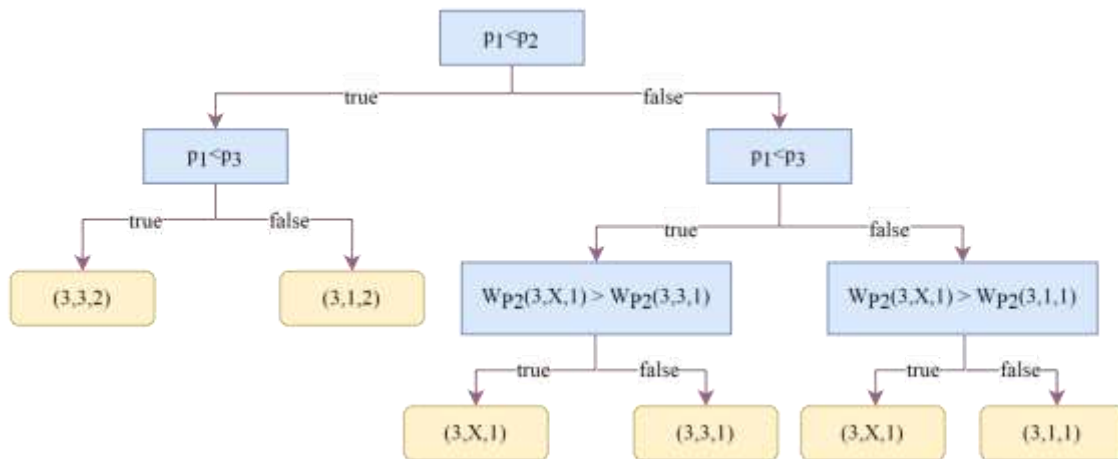 p1<p2
true false
p1<p3 p1<p3
true false true false
(3,3,2) (3,1,2) WP2(3,X,1) > WP2(3,3,1) WP2(3,X,1) > WP2(3,1,1)
true false true false
(3,X,1) (3,3,1) (3,X,1) (3,1,1)